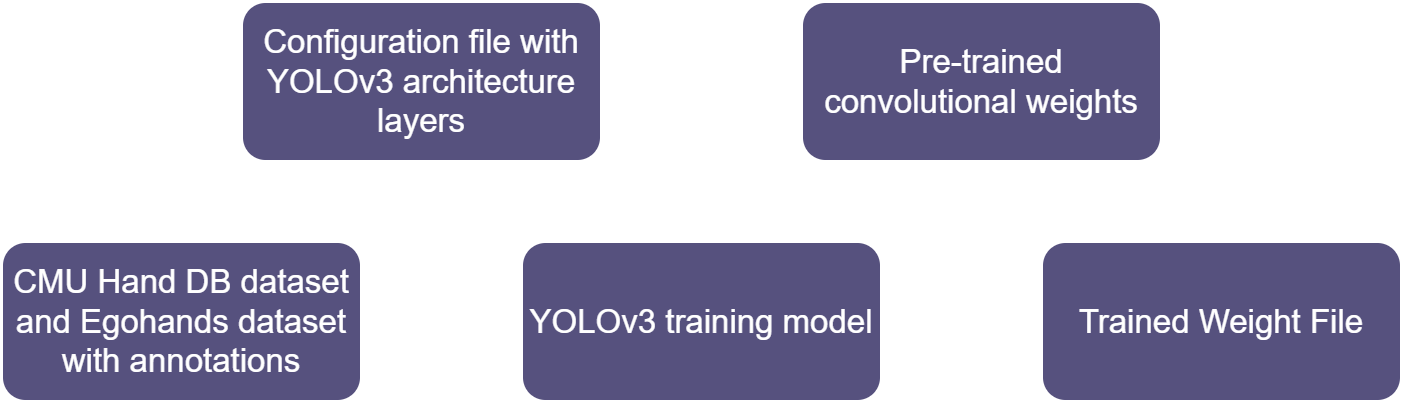 Configuration file with
YOLOv3 architecture
layers
Pre-trained
convolutional weights
CMU Hand DB dataset
and Egohands dataset
with annotations
YOLOv3 training model
Trained Weight File